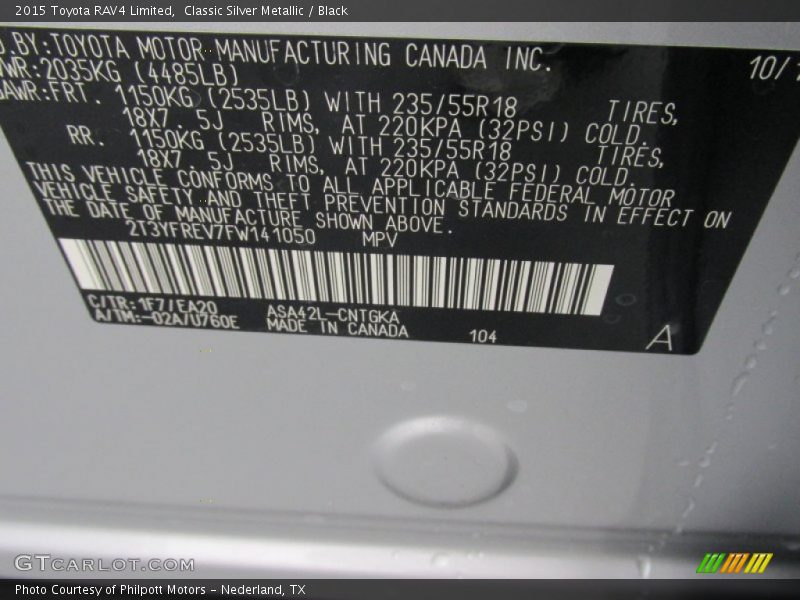 2015 Toyota RAV4 Limited,  Classic Silver Metallic / Black
BY:TOYOTA MOTOR MANUFACTURING CANADA INC.
10/
2035KG (4485LB)
GAWR:FRT. 1150KG (2535LB) WITH 235/55R18 TIRES,
18X7.5J RIMS, AT 220KPA (32PSI) COLD.
RR. 1150KG (2535LB) WITH 235/55R18 TIRES,
18X7.5J RIMS, AT 220KPA (32PSI) COLD.
THIS VEHICLE CONFORMS TO ALL APPLICABLE FEDERAL MOTOR
VEHICLE SAFETY AND THEFT PREVENTION STANDARDS IN EFFECT ON
THE DATE OF MANUFACTURE SHOWN ABOVE.
2T3YFREV7FW141050 MPV
C/TR:1F7/EA20 ASA42L-CNTGKA
A/TM:-02A/U760E MADE IN CANADA 104 A
GTCARLOT.COM
Photo Courtesy of Philpott Motors - Nederland, TX